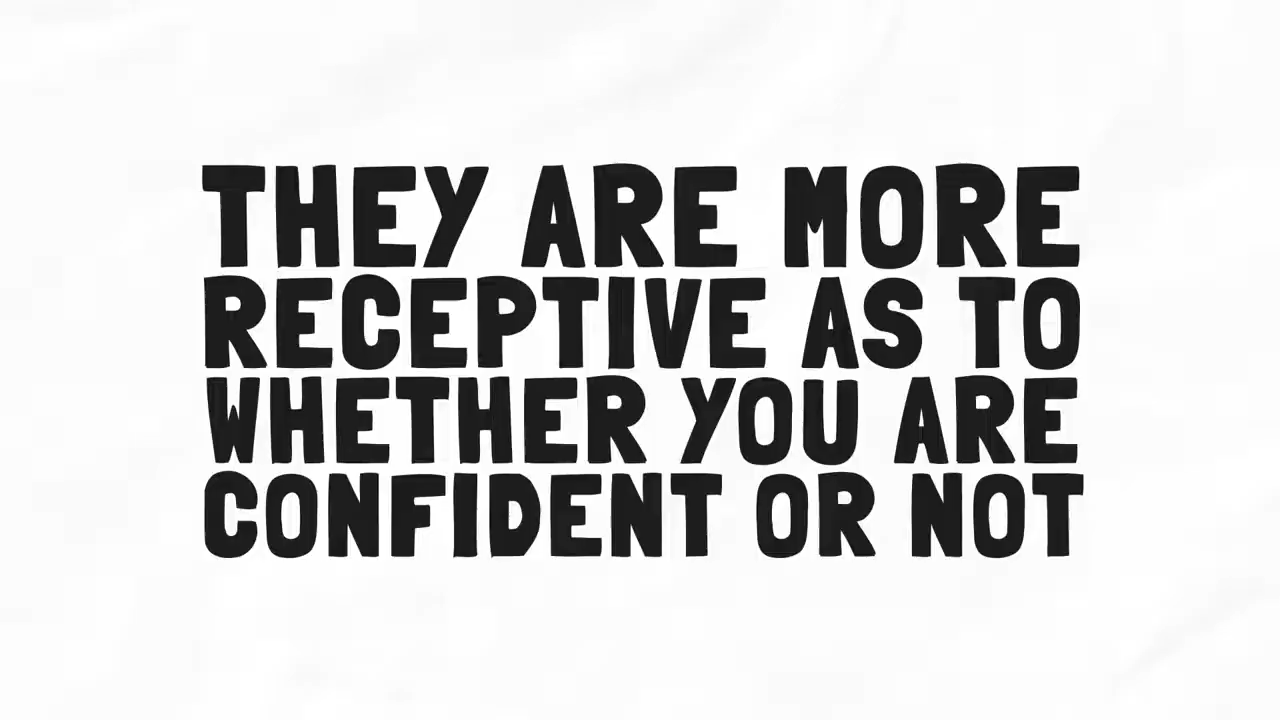 THEY ARE MORE
RECEPTIVE AS TO
WHETHER YOU ARE
CONFIDENT OR NOT